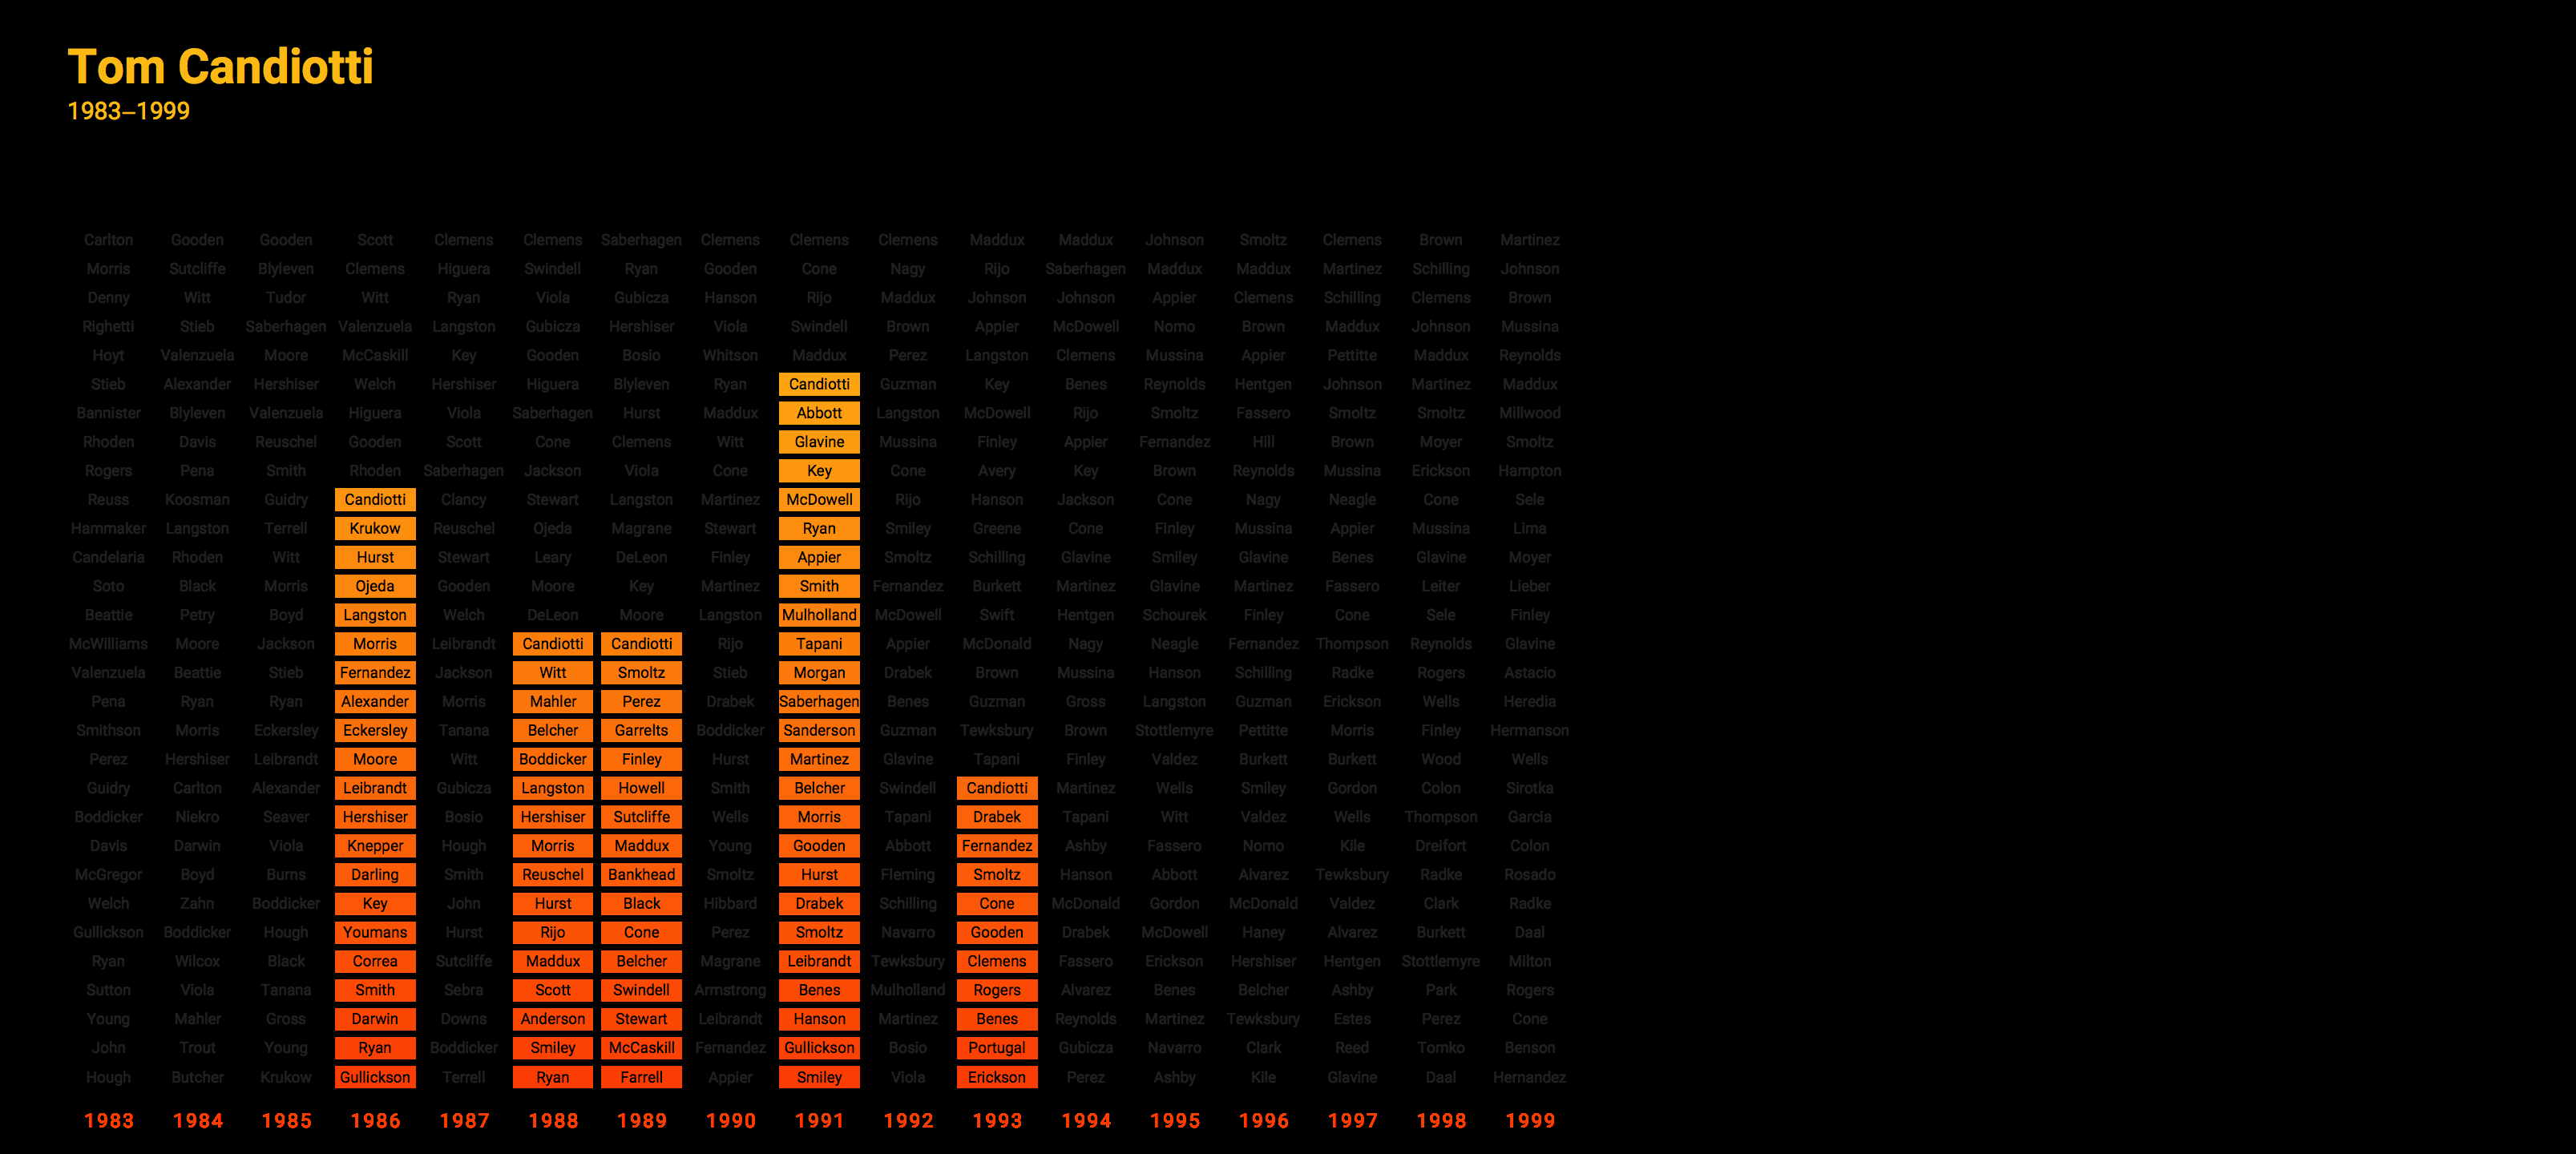 Tom Candiotti
1983–1999
Carlton Gooden Gooden Scott Clemens Clemens Saberhagen Clemens Clemens Clemens Maddux Maddux Johnson Smoltz Clemens Brown Martinez
Morris Sutcliffe Blyleven Clemens Higuera Swindell Ryan Gooden Cone Nagy Rijo Saberhagen Maddux Maddux Martinez Schilling Johnson
Denny Witt Tudor Witt Ryan Viola Gubicza Hanson Rijo Maddux Johnson Johnson Appier Clemens Schilling Clemens Brown
Righetti Stieb Saberhagen Valenzuela Langston Gubicza Hershiser Viola Swindell Brown Appier McDowell Nomo Brown Maddux Johnson Mussina
Hoyt Valenzuela Moore McCaskill Key Gooden Bosio Whitson Maddux Perez Langston Clemens Mussina Appier Pettitte Maddux Reynolds
Stieb Alexander Hershiser Welch Hershiser Higuera Blyleven Ryan Candiotti Guzman Key Benes Reynolds Hentgen Johnson Martinez Maddux
Bannister Blyleven Valenzuela Higuera Viola Saberhagen Hurst Maddux Abbott Langston McDowell Rijo Smoltz Fassero Smoltz Smoltz Millwood
Rhoden Davis Reuschel Gooden Scott Cone Clemens Witt Glavine Mussina Finley Appier Fernandez Hill Brown Moyer Smoltz
Rogers Pena Smith Rhoden Saberhagen Jackson Viola Cone Key Cone Avery Key Brown Reynolds Mussina Erickson Hampton
Reuss Koosman Guidry Candiotti Clancy Stewart Langston Martinez McDowell Rijo Hanson Jackson Cone Nagy Neagle Cone Sele
Hammaker Langston Terrell Krukow Reuschel Ojeda Magrane Stewart Ryan Smiley Greene Cone Finley Mussina Appier Mussina Lima
Candelaria Rhoden Witt Hurst Stewart Leary DeLeon Finley Appier Smoltz Schilling Glavine Smiley Glavine Benes Glavine Moyer
Soto Black Morris Ojeda Gooden Moore Key Martinez Smith Fernandez Burkett Martinez Glavine Martinez Fassero Leiter Lieber
Beattie Petry Boyd Langston Welch DeLeon Moore Langston Mulholland McDowell Swift Hentgen Schourek Finley Cone Sele Finley
McWilliams Moore Jackson Morris Leibrandt Candiotti Candiotti Rijo Tapani Appier McDonald Nagy Neagle Fernandez Thompson Reynolds Glavine
Valenzuela Beattie Stieb Fernandez Jackson Witt Smoltz Stieb Morgan Drabek Brown Mussina Hanson Schilling Radke Rogers Astacio
Pena Ryan Ryan Alexander Morris Mahler Perez Drabek Saberhagen Benes Guzman Gross Langston Guzman Erickson Wells Heredia
Smithson Morris Eckersley Eckersley Tanana Belcher Garrelts Boddicker Sanderson Guzman Tewksbury Brown Stottlemyre Pettitte Morris Finley Hermanson
Perez Hershiser Leibrandt Moore Witt Boddicker Finley Hurst Martinez Glavine Tapani Finley Valdez Burkett Burkett Wood Wells
Guidry Carlton Alexander Leibrandt Gubicza Langston Howell Smith Belcher Swindell Candiotti Martinez Wells Smiley Gordon Colon Sirotka
Boddicker Niekro Seaver Hershiser Bosio Hershiser Sutcliffe Wells Morris Tapani Drabek Tapani Witt Valdez Wells Thompson Garcia
Davis Darwin Viola Knepper Hough Morris Maddux Young Gooden Abbott Fernandez Ashby Fassero Nomo Kile Dreifort Colon
McGregor Boyd Burns Darling Smith Reuschel Bankhead Smoltz Hurst Fleming Smoltz Hanson Abbott Alvarez Tewksbury Radke Rosado
Welch Zahn Boddicker Key John Hurst Black Hibbard Drabek Schilling Cone McDonald Gordon McDonald Valdez Clark Radke
Gullickson Boddicker Hough Youmans Hurst Rijo Cone Perez Smoltz Navarro Gooden Drabek McDowell Haney Alvarez Burkett Daal
Ryan Wilcox Black Correa Sutcliffe Maddux Belcher Magrane Leibrandt Tewksbury Clemens Fassero Erickson Hershiser Hentgen Stottlemyre Milton
Sutton Viola Tanana Smith Sebra Scott Swindell Armstrong Benes Mulholland Rogers Alvarez Benes Belcher Ashby Park Rogers
Young Mahler Gross Darwin Downs Anderson Stewart Leibrandt Hanson Martinez Benes Reynolds Martinez Tewksbury Estes Perez Cone
John Trout Young Ryan Boddicker Smiley McCaskill Fernandez Gullickson Bosio Portugal Gubicza Navarro Clark Reed Tomko Benson
Hough Butcher Krukow Gullickson Terrell Ryan Farrell Appier Smiley Viola Erickson Perez Ashby Kile Glavine Daal Hernandez
1983 1984 1985 1986 1987 1988 1989 1990 1991 1992 1993 1994 1995 1996 1997 1998 1999